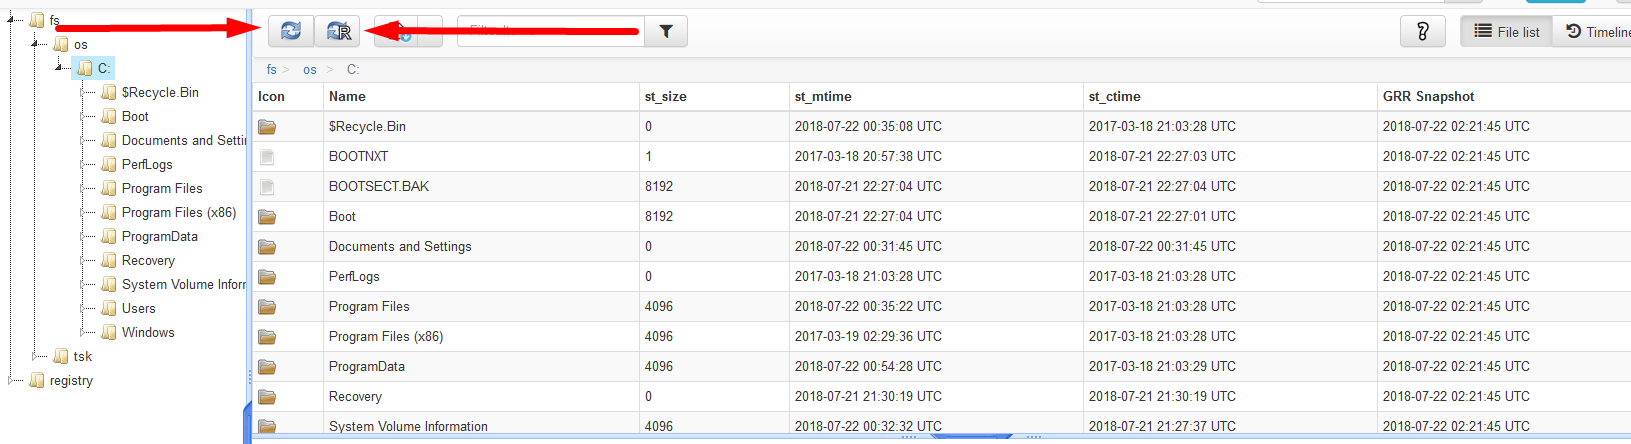 fs
os
C:
$Recycle.Bin
Boot
Documents and Setti
PerfLogs
Program Files
Program Files (x86)
ProgramData
Recovery
System Volume Inforr
Users
Windows
tsk
registry
R
?
File list
Timeline
fs > os > C:
Icon Name st_size st_mtime st_ctime GRR Snapshot
$Recycle.Bin 0 2018-07-22 00:35:08 UTC 2017-03-18 21:03:28 UTC 2018-07-22 02:21:45 UTC
BOOTNXT 1 2017-03-18 20:57:38 UTC 2018-07-21 22:27:03 UTC 2018-07-22 02:21:45 UTC
BOOTSECT.BAK 8192 2018-07-21 22:27:04 UTC 2018-07-21 22:27:04 UTC 2018-07-22 02:21:45 UTC
Boot 8192 2018-07-21 22:27:04 UTC 2018-07-21 22:27:01 UTC 2018-07-22 02:21:45 UTC
Documents and Settings 0 2018-07-22 00:31:45 UTC 2018-07-22 00:31:45 UTC 2018-07-22 02:21:45 UTC
PerfLogs 0 2017-03-18 21:03:28 UTC 2017-03-18 21:03:28 UTC 2018-07-22 02:21:45 UTC
Program Files 4096 2018-07-22 00:35:22 UTC 2017-03-18 21:03:28 UTC 2018-07-22 02:21:45 UTC
Program Files (x86) 4096 2017-03-19 02:29:36 UTC 2017-03-18 21:03:28 UTC 2018-07-22 02:21:45 UTC
ProgramData 4096 2018-07-22 00:54:28 UTC 2017-03-18 21:03:29 UTC 2018-07-22 02:21:45 UTC
Recovery 0 2018-07-21 21:30:19 UTC 2018-07-21 21:30:19 UTC 2018-07-22 02:21:45 UTC
System Volume Information 4096 2018-07-22 00:32:32 UTC 2018-07-21 21:27:37 UTC 2018-07-22 02:21:45 UTC